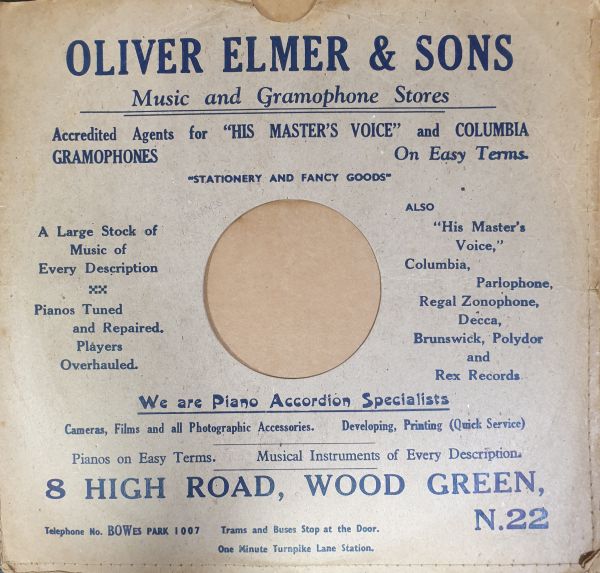 OLIVER ELMER & SONS
Music and Gramophone Stores
Accredited Agents for "HIS MASTER'S VOICE" and COLUMBIA
GRAMOPHONES On Easy Terms.
"STATIONERY AND FANCY GOODS"
A Large Stock of
Music of
Every Description
Pianos Tuned
and Repaired.
Players
Overhauled.
ALSO
"His Master's
Voice,"
Columbia,
Parlophone,
Regal Zonophone,
Decca,
Brunswick, Polydor
and
Rex Records
We are Piano Accordion Specialists
Cameras, Films and all Photographic Accessories. Developing, Printing (Quick Service)
Pianos on Easy Terms. Musical Instruments of Every Description.
8 HIGH ROAD, WOOD GREEN,
N.22
Telephone No. BOWES PARK 1007 Trams and Buses Stop at the Door.
One Minute Turnpike Lane Station.